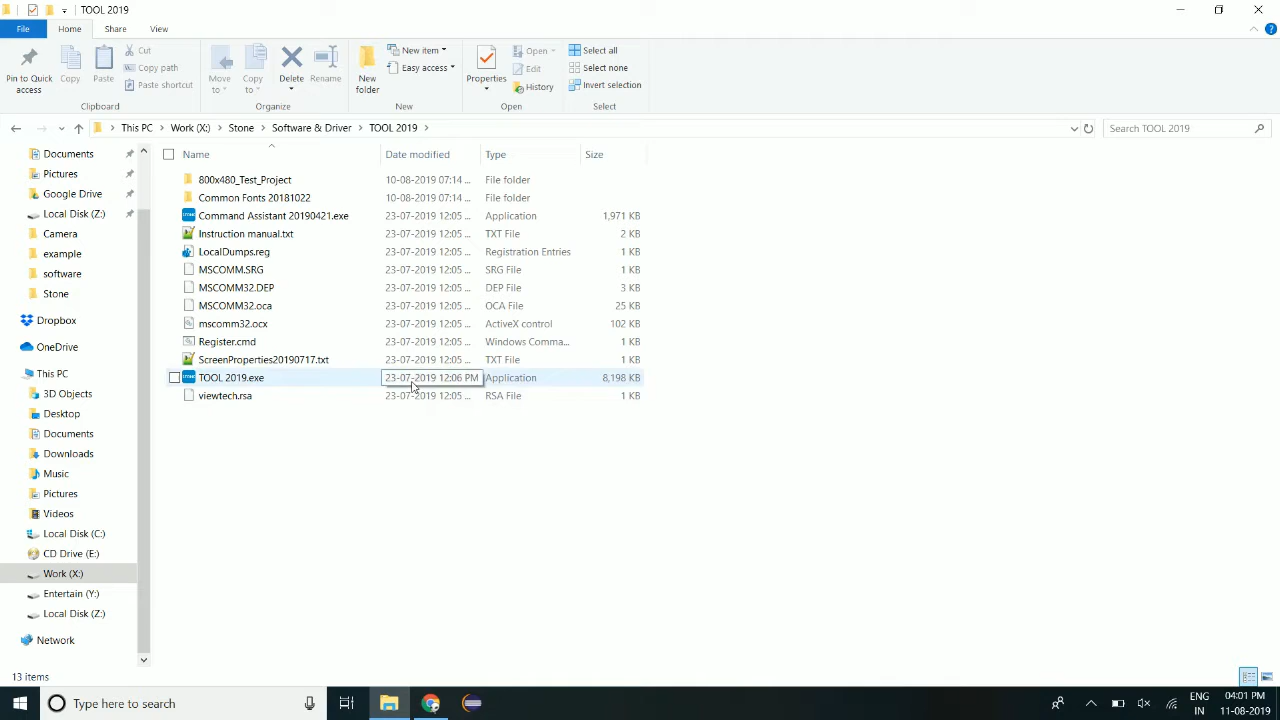 TOOL 2019
File Home Share View
Pin to Quick access
Copy
Paste
Cut
Copy path
Paste shortcut
Clipboard
Move to
Copy to
Delete
Rename
Organize
New folder
New item
Easy access
New
Properties
Open
Edit
History
Open
Select all
Select none
Invert selection
Select
This PC > Work (X:) > Stone > Software & Driver > TOOL 2019 >
Search TOOL 2019
Documents
Pictures
Google Drive
Local Disk (Z:)
Camera
example
software
Stone
Dropbox
OneDrive
This PC
3D Objects
Desktop
Documents
Downloads
Music
Pictures
Videos
Local Disk (C:)
CD Drive (E:)
Work (X:)
Entertain (Y:)
Local Disk (Z:)
Network
Name Date modified Type Size
800x480_Test_Project 10-08-2019 07:14 ... File folder
Common Fonts 20181022 10-08-2019 07:14 ... File folder
Command Assistant 20190421.exe 23-07-2019 12:05 ... Application 1,971 KB
Instruction manual.txt 23-07-2019 12:05 ... TXT File 2 KB
LocalDumps.reg 23-07-2019 12:05 ... Registration Entries 1 KB
MSCOMM.SRG 23-07-2019 12:05 ... SRG File 1 KB
MSCOMM32.DEP 23-07-2019 12:05 ... DEP File 3 KB
MSCOMM32.oca 23-07-2019 12:05 ... OCA File 25 KB
mscomm32.ocx 23-07-2019 12:05 ... ActiveX control 102 KB
Register.cmd 23-07-2019 12:05 ... Windows Comma... 1 KB
ScreenProperties20190717.txt 23-07-2019 12:05 ... TXT File 1 KB
TOOL 2019.exe 23-07-2019 12:06 PM Application 8,198 KB
viewtech.rsa 23-07-2019 12:05 ... RSA File 1 KB
13 items
Type here to search
ENG
IN
04:01 PM
11-08-2019